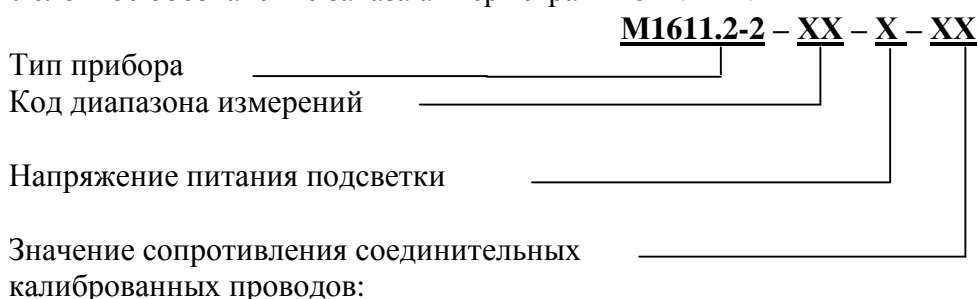 М1611.2-2 – ХХ – Х – ХХ
Тип прибора
Код диапазона измерений
Напряжение питания подсветки
Значение сопротивления соединительных
калиброванных проводов: